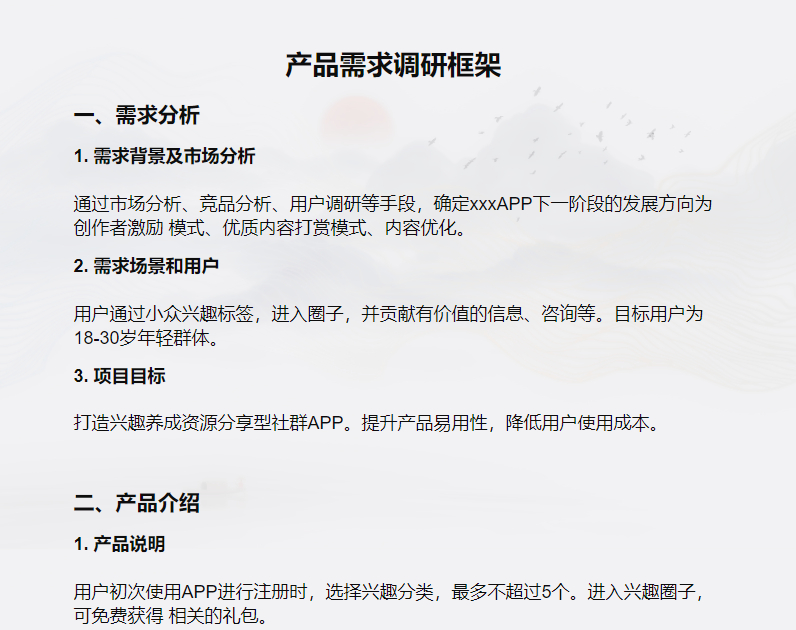 产品需求调研框架
一、需求分析
1. 需求背景及市场分析
通过市场分析、竞品分析、用户调研等手段，确定xxxAPP下一阶段的发展方向为
创作者激励 模式、优质内容打赏模式、内容优化。
2. 需求场景和用户
用户通过小众兴趣标签，进入圈子，并贡献有价值的信息、咨询等。目标用户为
18-30岁年轻群体。
3. 项目目标
打造兴趣养成资源分享型社群APP。提升产品易用性，降低用户使用成本。
二、产品介绍
1. 产品说明
用户初次使用APP进行注册时，选择兴趣分类，最多不超过5个。进入兴趣圈子，
可免费获得 相关的礼包。